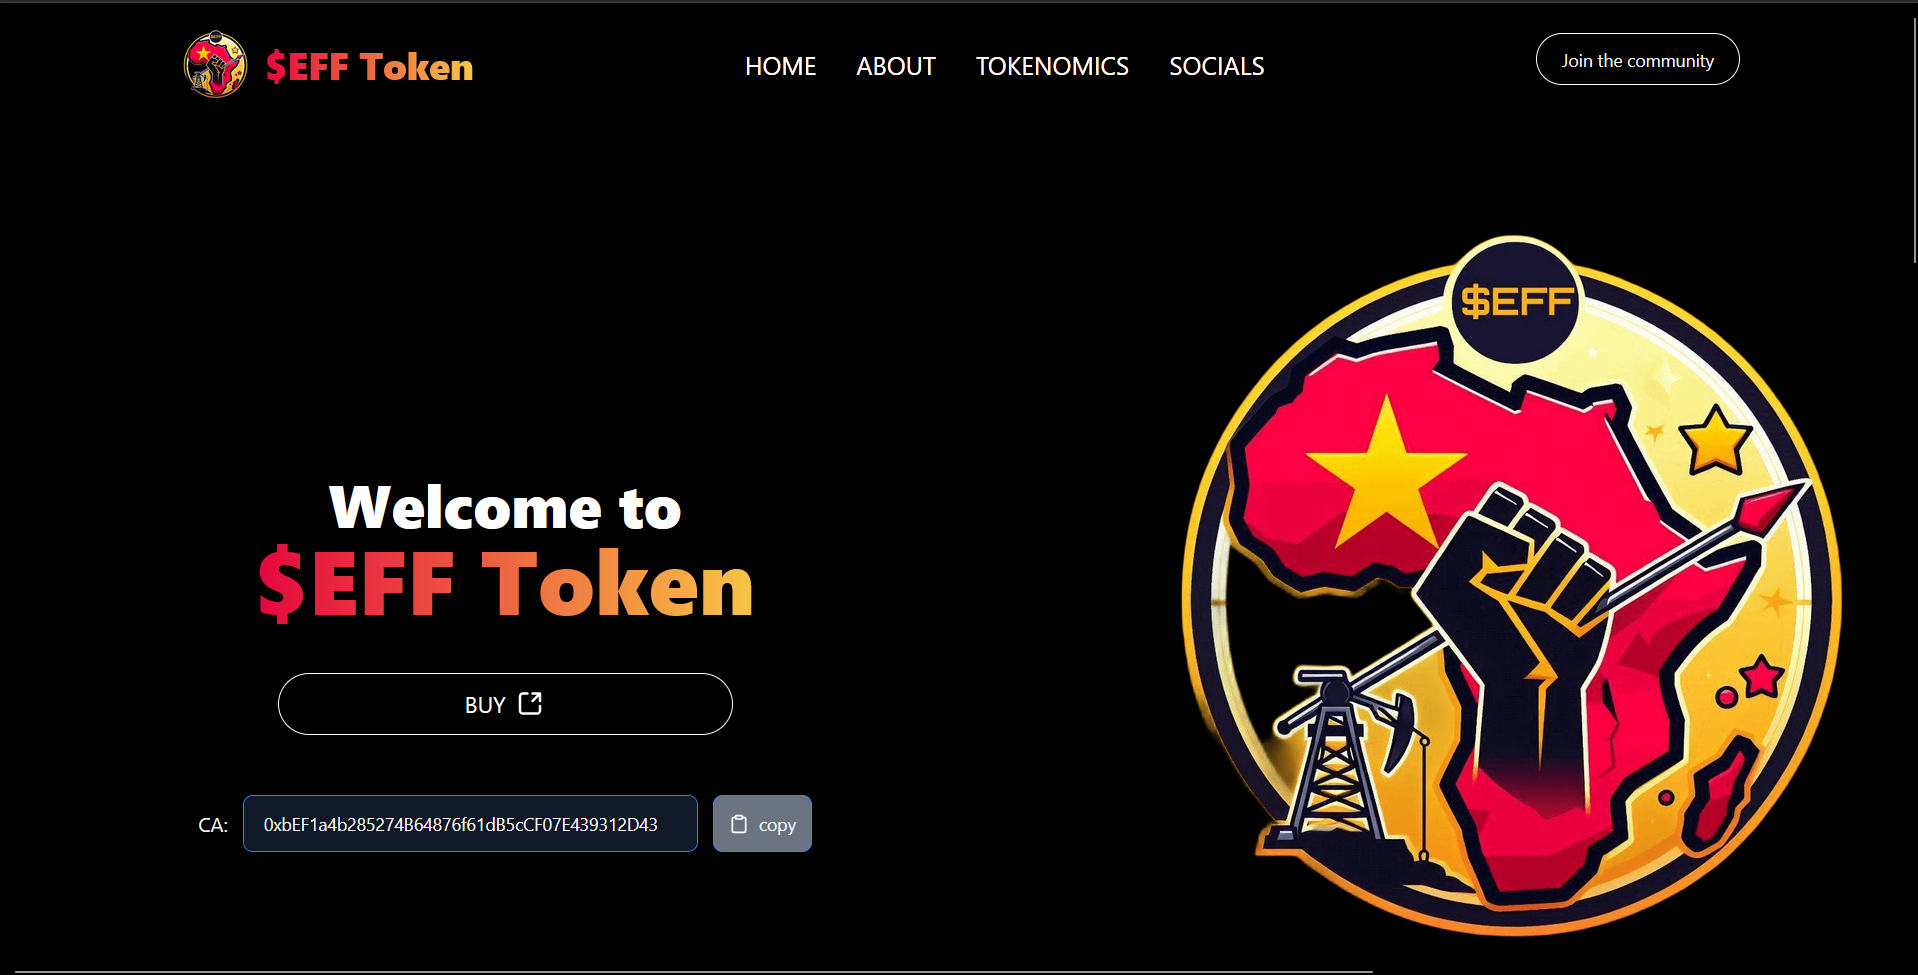 $EFF Token
HOME
ABOUT
TOKENOMICS
SOCIALS
Join the community
$EFF
Welcome to
$EFF Token
BUY
CA:
0xbEF1a4b285274B64876f61dB5cCF07E439312D43
copy